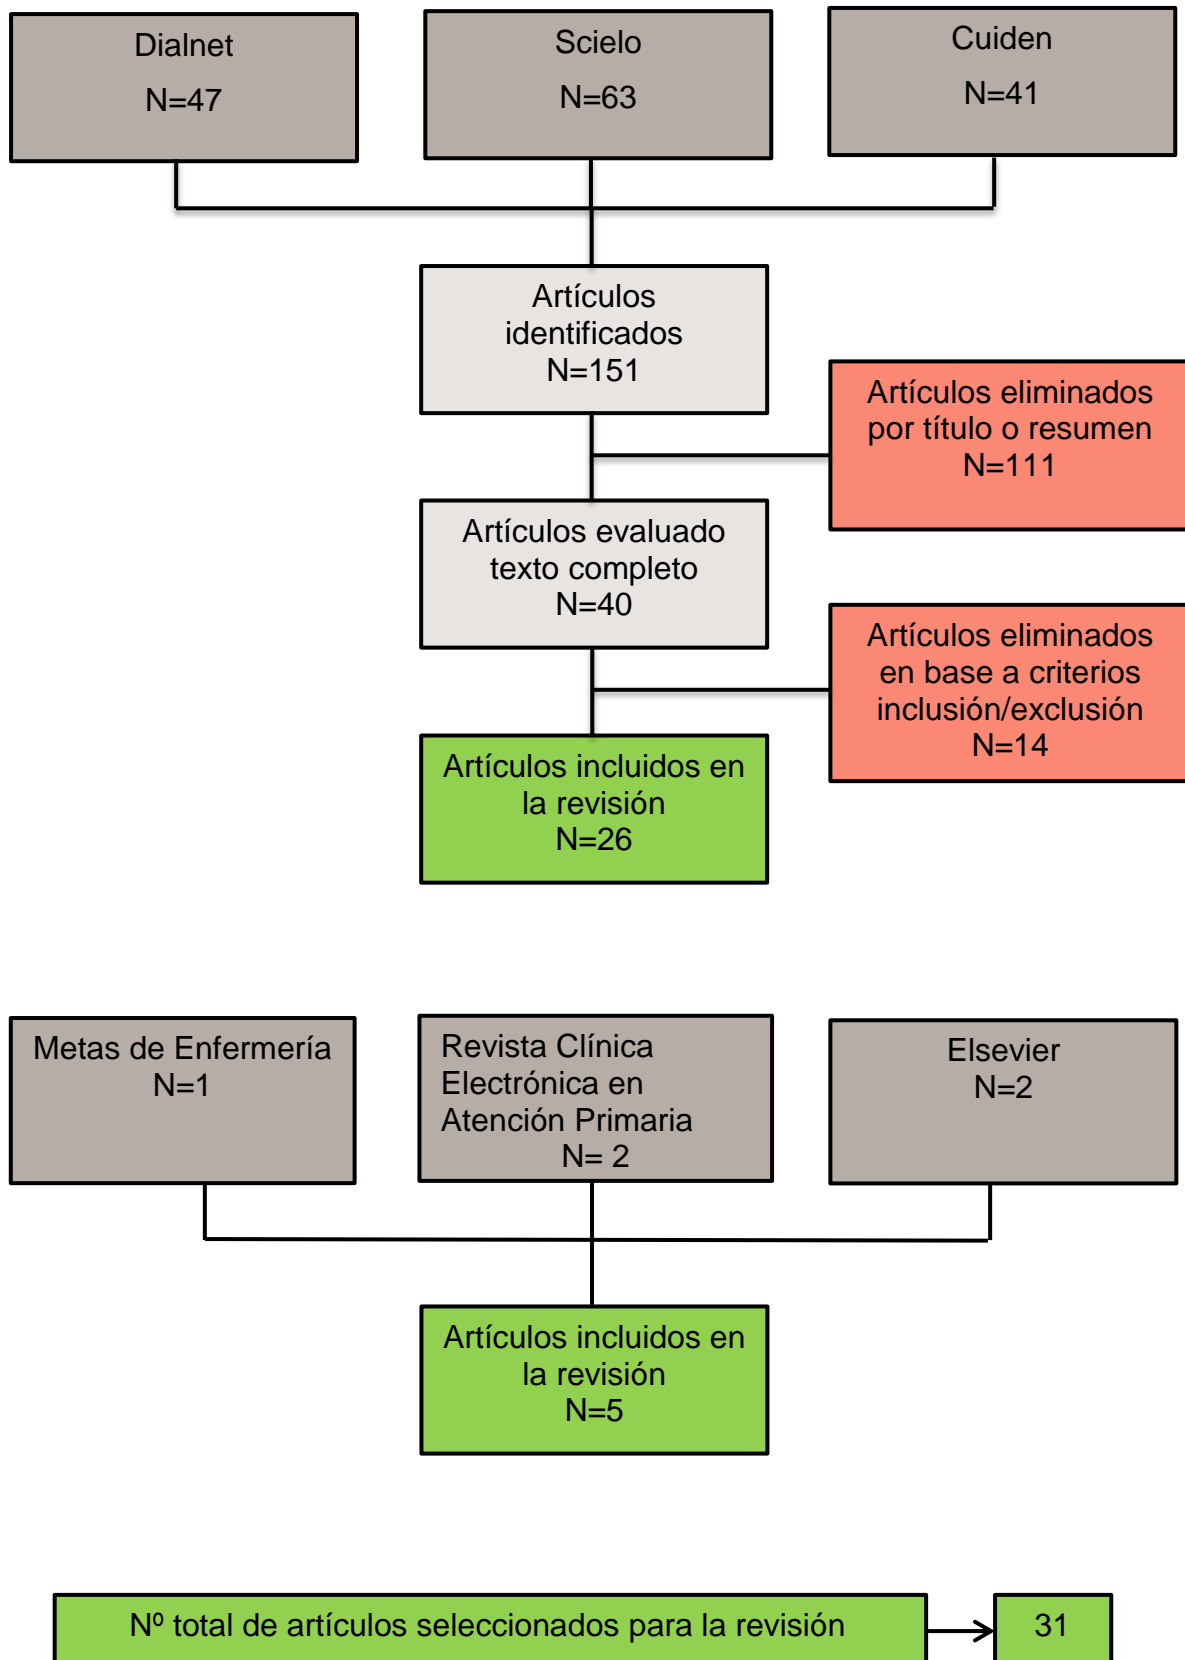 Dialnet
N=47
Scielo
N=63
Cuiden
N=41
Artículos
identificados
N=151
Artículos eliminados
por título o resumen
N=111
Artículos evaluado
texto completo
N=40
Artículos eliminados
en base a criterios
inclusión/exclusión
N=14
Artículos incluidos en
la revisión
N=26
Metas de Enfermería
N=1
Revista Clínica
Electrónica en
Atención Primaria
N= 2
Elsevier
N=2
Artículos incluidos en
la revisión
N=5
Nº total de artículos seleccionados para la revisión
31